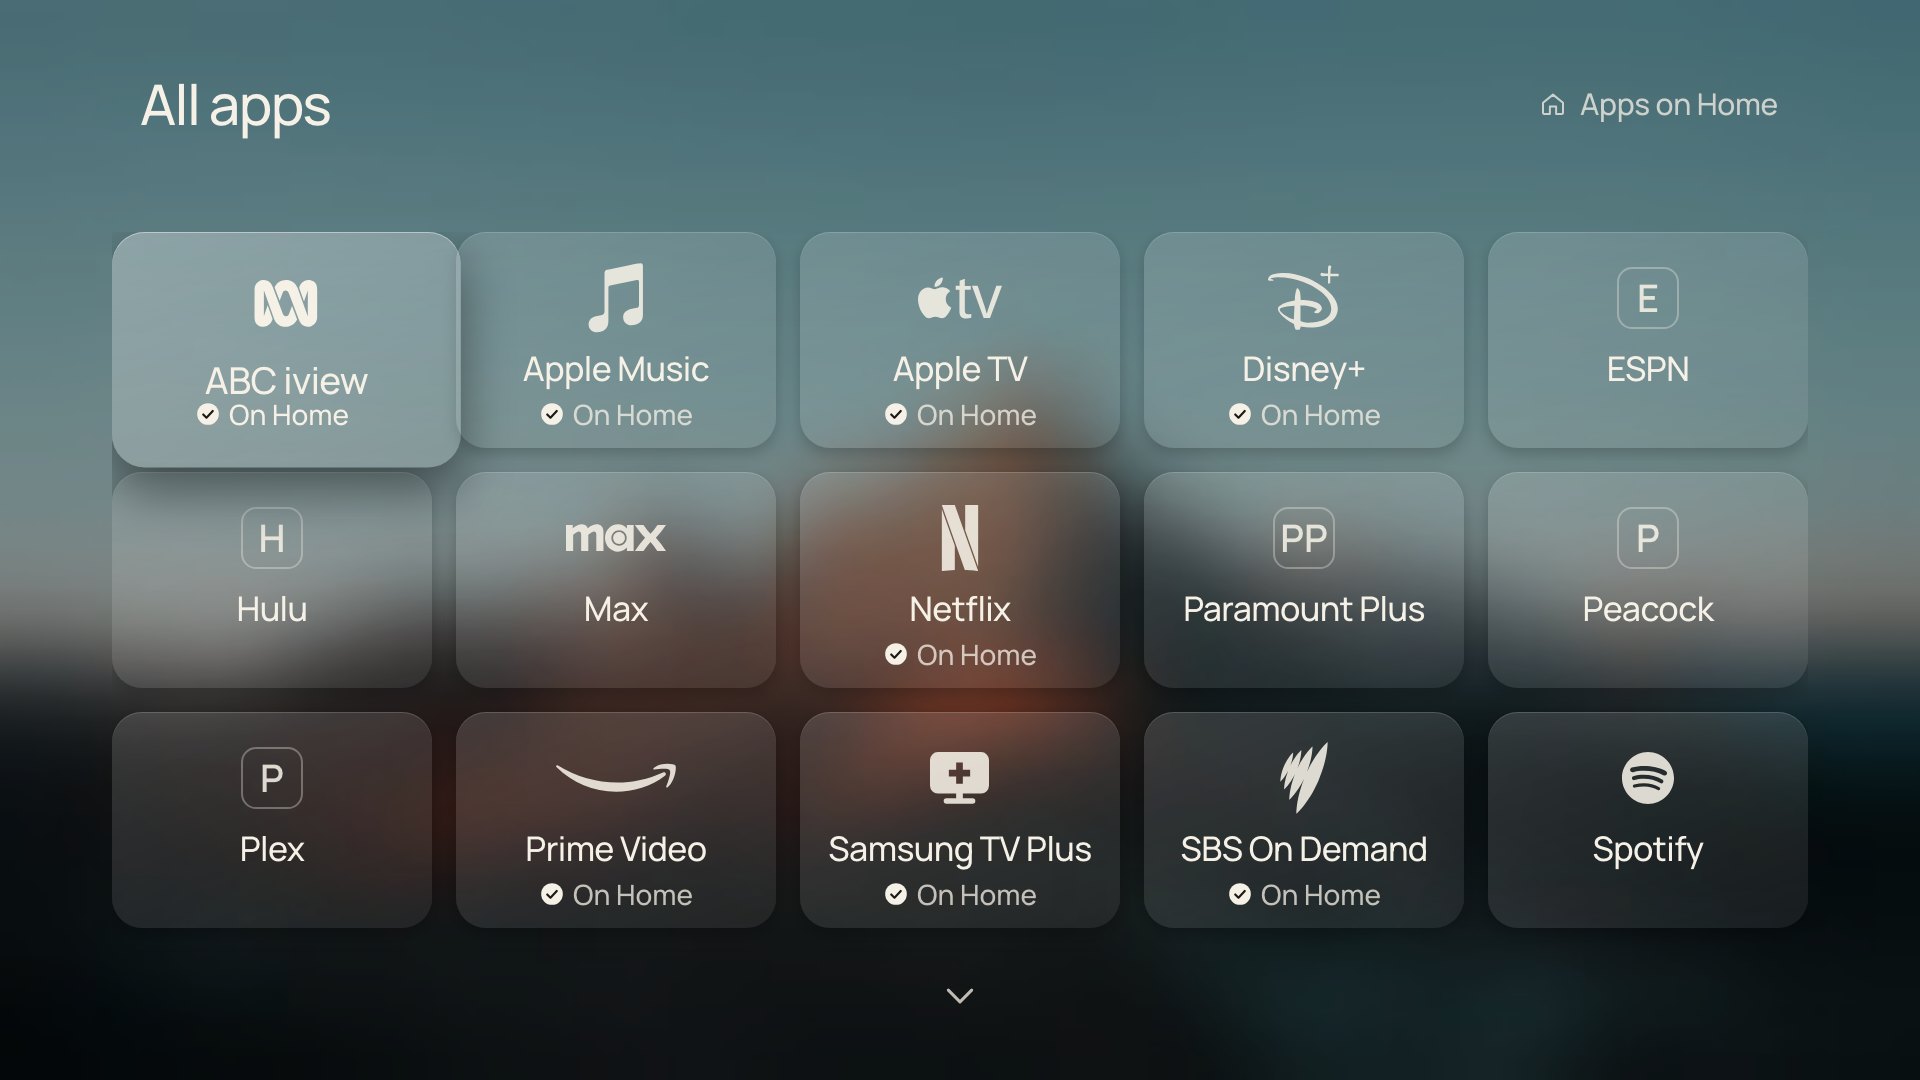 All apps
Apps on Home
ABC iview
On Home
Apple Music
On Home
tv
Apple TV
On Home
Disney+
On Home
E
ESPN
H
Hulu
max
Max
N
Netflix
On Home
PP
Paramount Plus
P
Peacock
P
Plex
Prime Video
On Home
Samsung TV Plus
On Home
SBS On Demand
On Home
Spotify